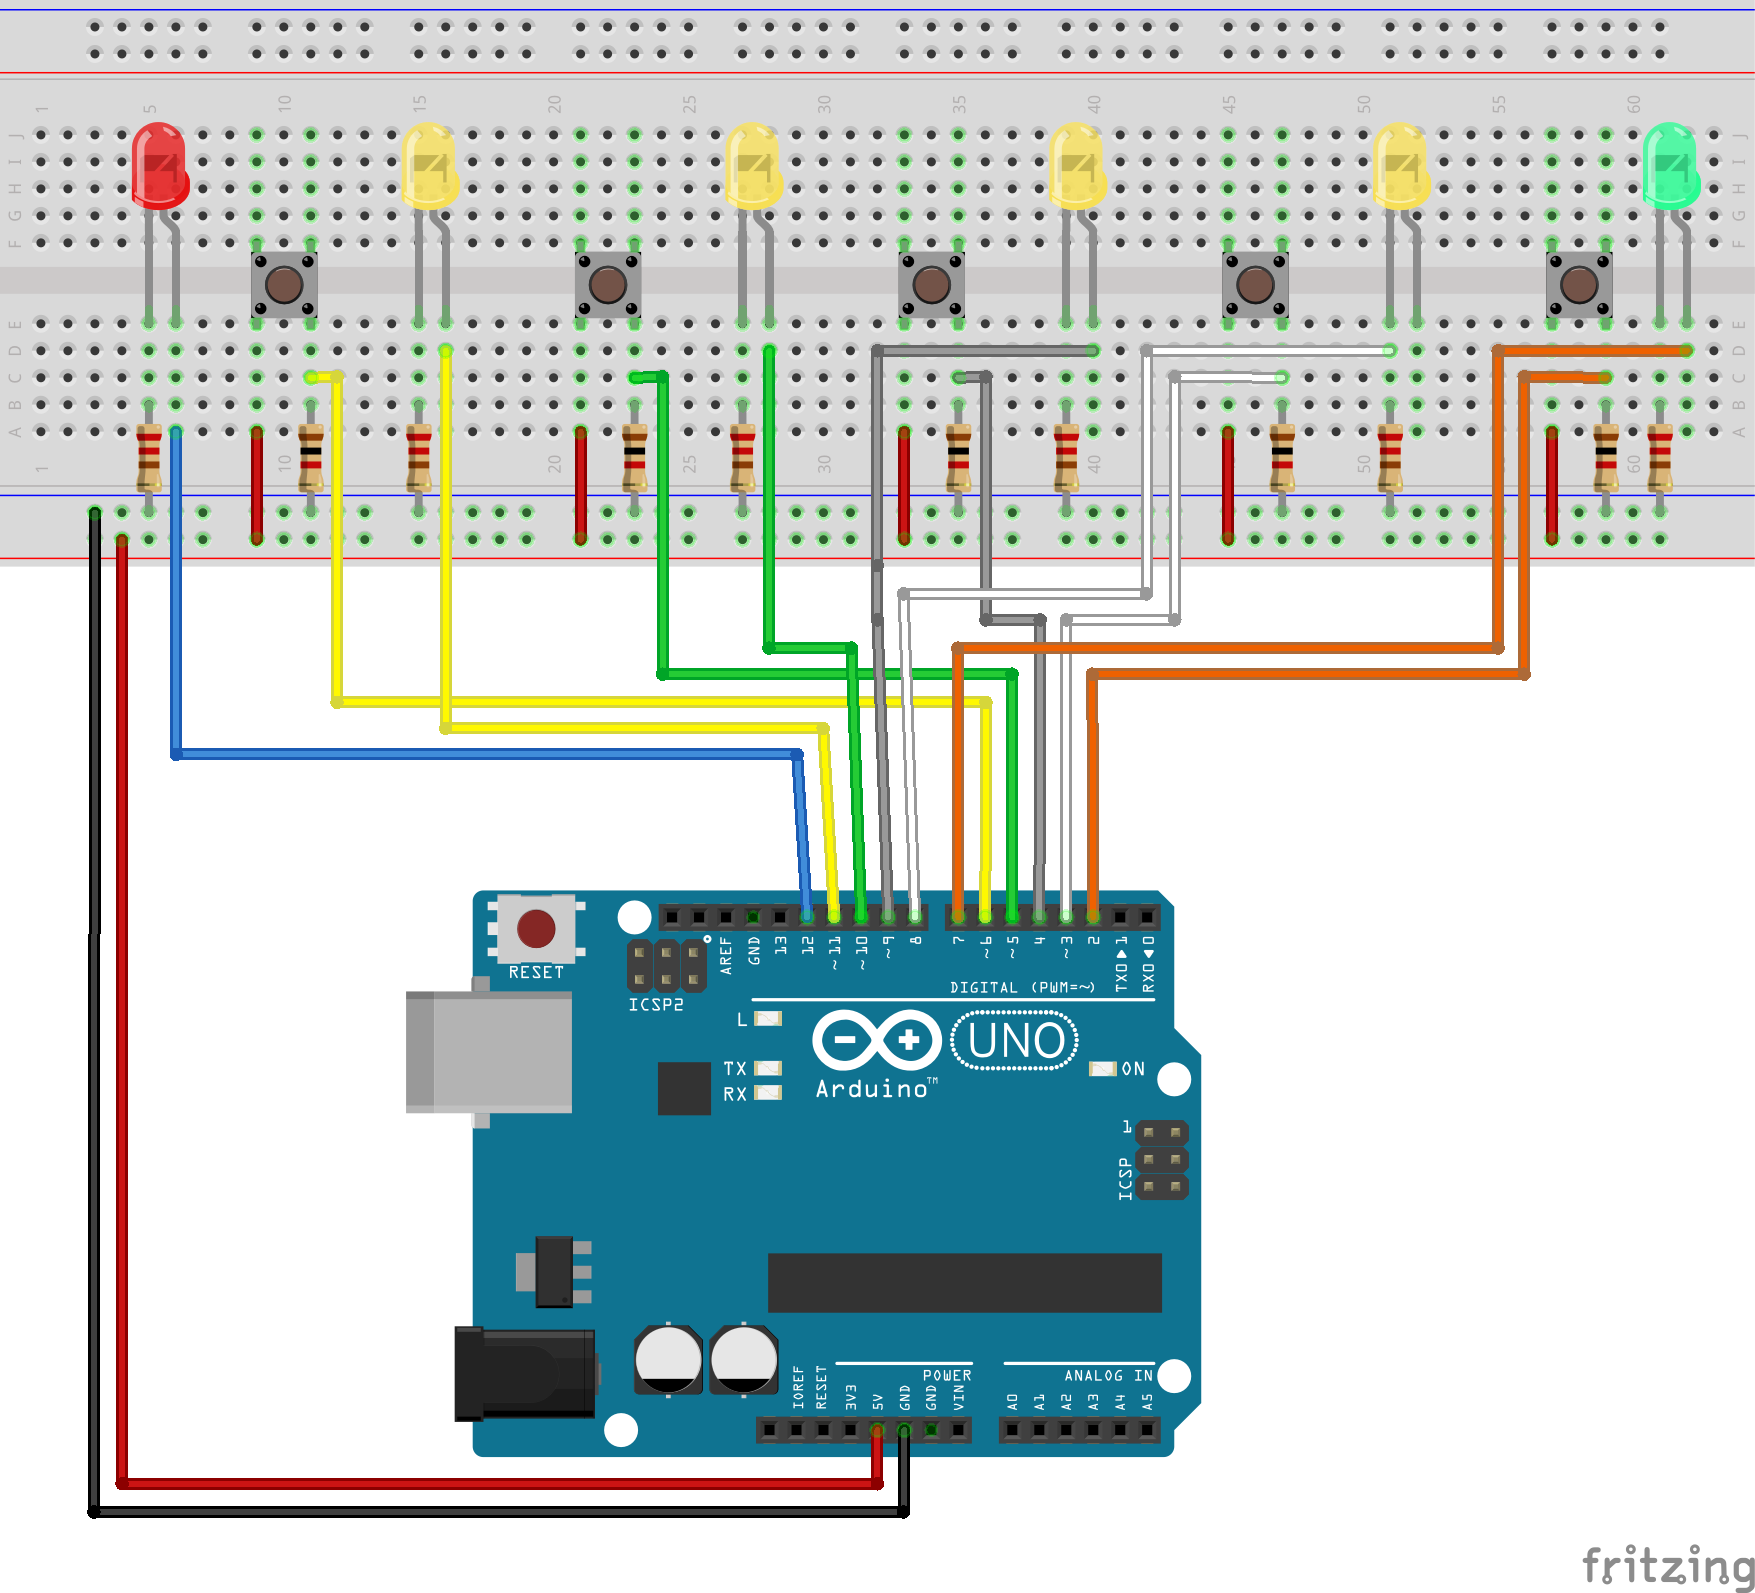 1 5 10 15 20 25 30 35 40 45 50 55 60
J J
I I
H H
G G
F F
E E
D D
C C
B B
A A
1 10 20 25 30 40 50 60
RESET
ICSP2
AREF GND 13 12 ~11 ~10 ~9 8 7 ~6 ~5 4 ~3 2 TX0▶1 RX0◀0
DIGITAL (PWM=~)
L
UNO
TX
RX
ON
Arduino™
1
ICSP
POWER
ANALOG IN
IOREF RESET 3V3 5V GND GND VIN A0 A1 A2 A3 A4 A5
fritzing